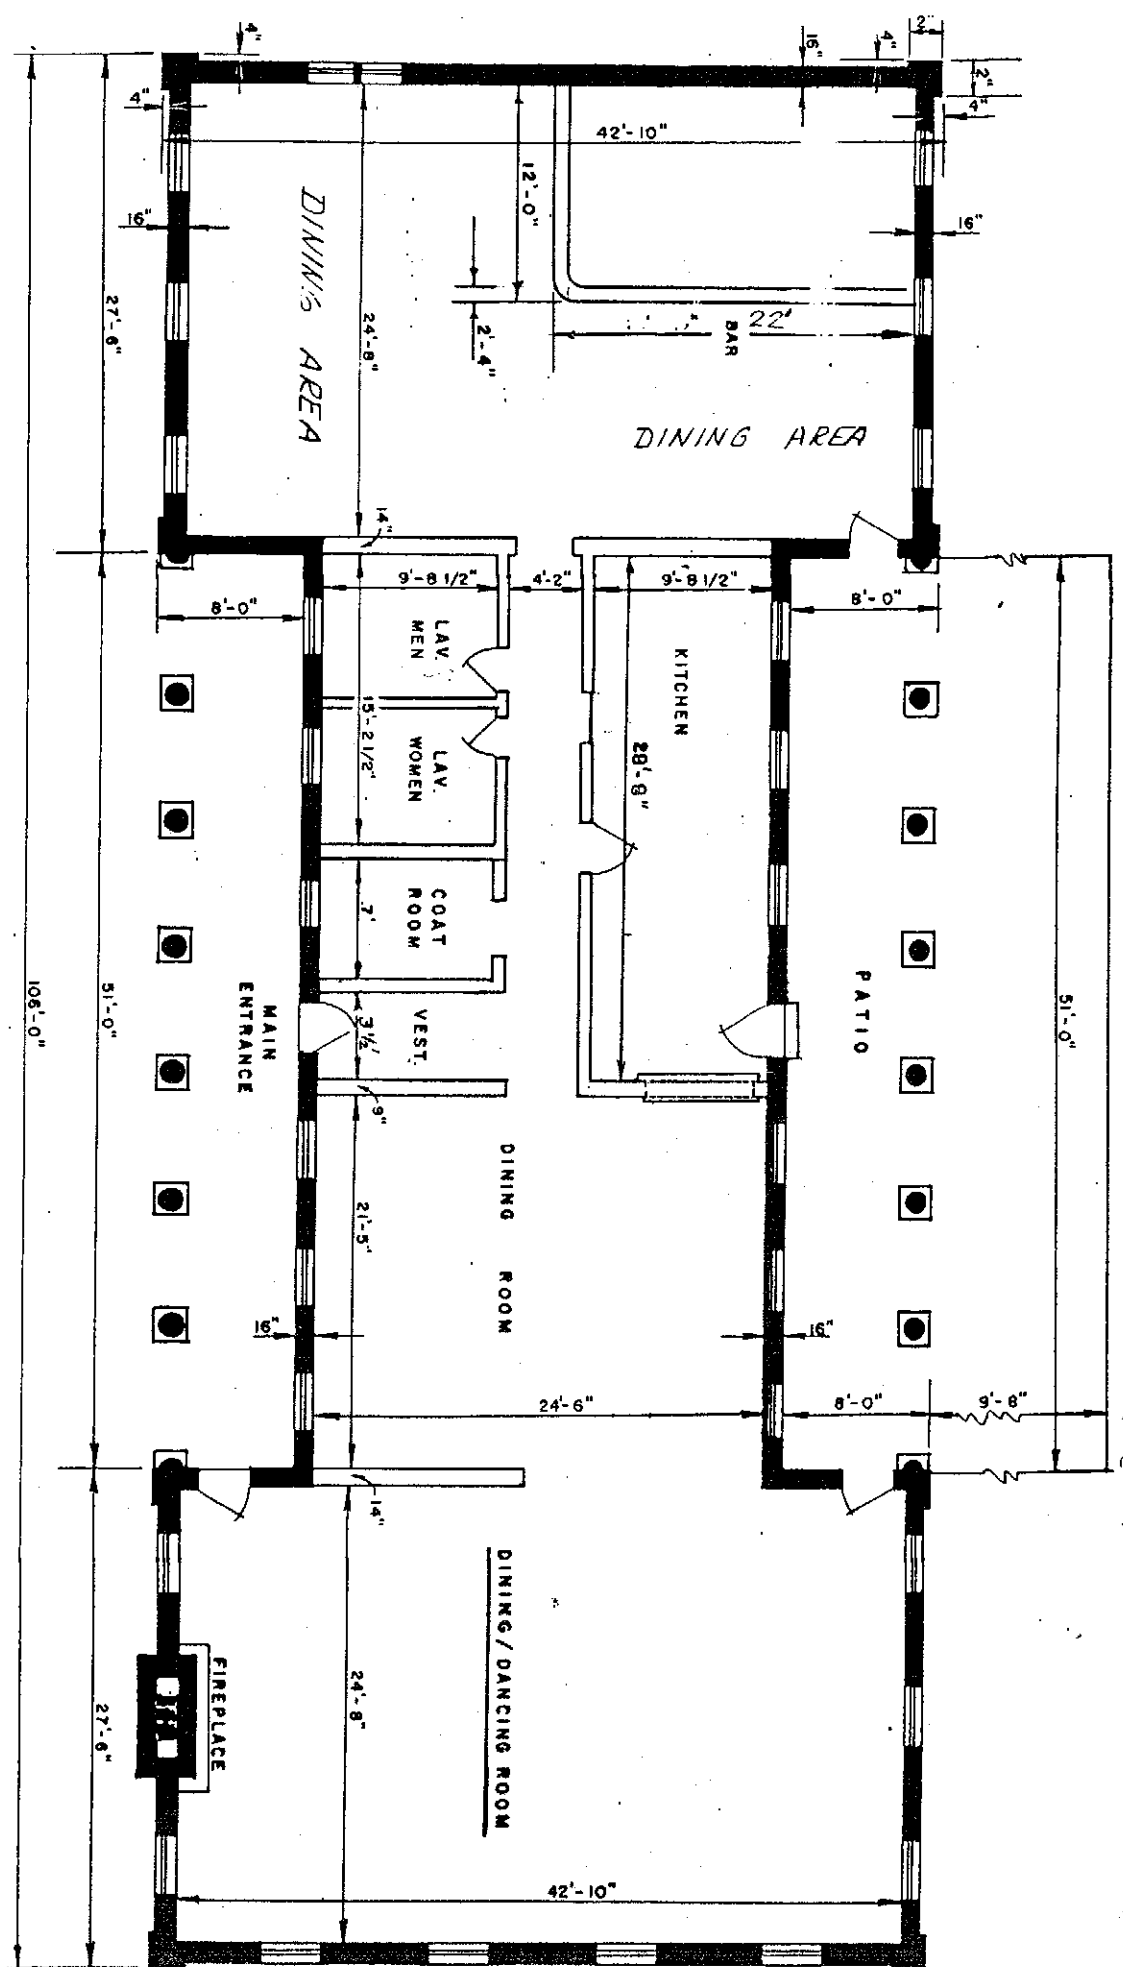 4"
16"
4"
2"
2"
4"
4"
42'-10"
12'-0"
DINING AREA
16"
16"
27'-6"
24'-8"
2'-4"
22'
BAR
DINING AREA
14"
9'-8 1/2"
4'-2"
9'-8 1/2"
8'-0"
8'-0"
LAV.
MEN
KITCHEN
15'-2 1/2"
LAV.
WOMEN
28'-8"
7'
COAT
ROOM
106'-0"
51'-0"
MAIN
ENTRANCE
3 1/2'
VEST.
PATIO
51'-0"
9"
DINING ROOM
21'-5"
16"
16"
24'-6"
8'-0"
9'-8"
14"
DINING/DANCING ROOM
FIREPLACE
27'-6"
24'-8"
42'-10"